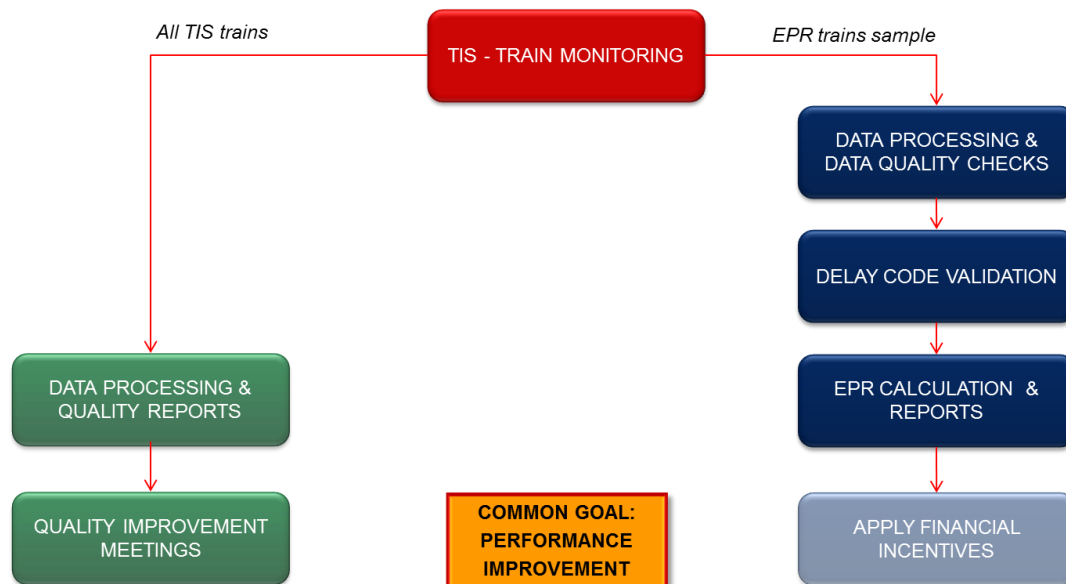 All TIS trains
TIS - TRAIN MONITORING
EPR trains sample
DATA PROCESSING &
DATA QUALITY CHECKS
DELAY CODE VALIDATION
DATA PROCESSING &
QUALITY REPORTS
EPR CALCULATION &
REPORTS
QUALITY IMPROVEMENT
MEETINGS
COMMON GOAL:
PERFORMANCE
IMPROVEMENT
APPLY FINANCIAL
INCENTIVES